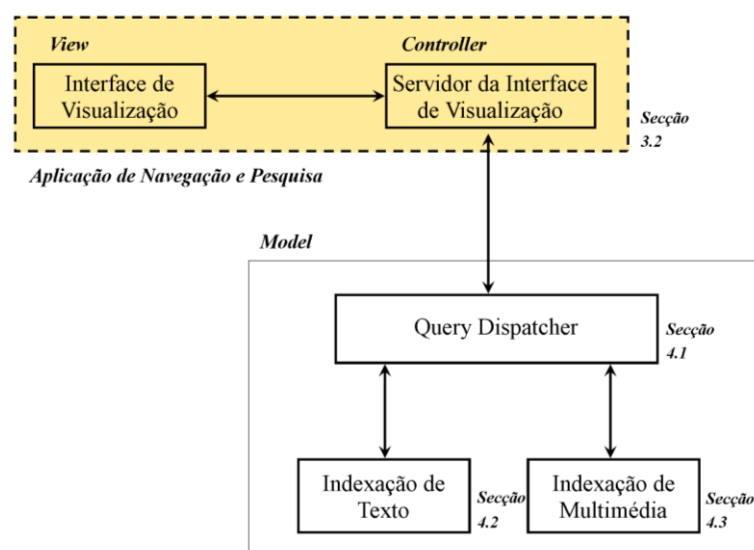 View
Controller
Interface de
Visualização
Servidor da Interface
de Visualização
Secção
3.2
Aplicação de Navegação e Pesquisa
Model
Query Dispatcher
Secção
4.1
Indexação de
Texto
Secção
4.2
Indexação de
Multimédia
Secção
4.3